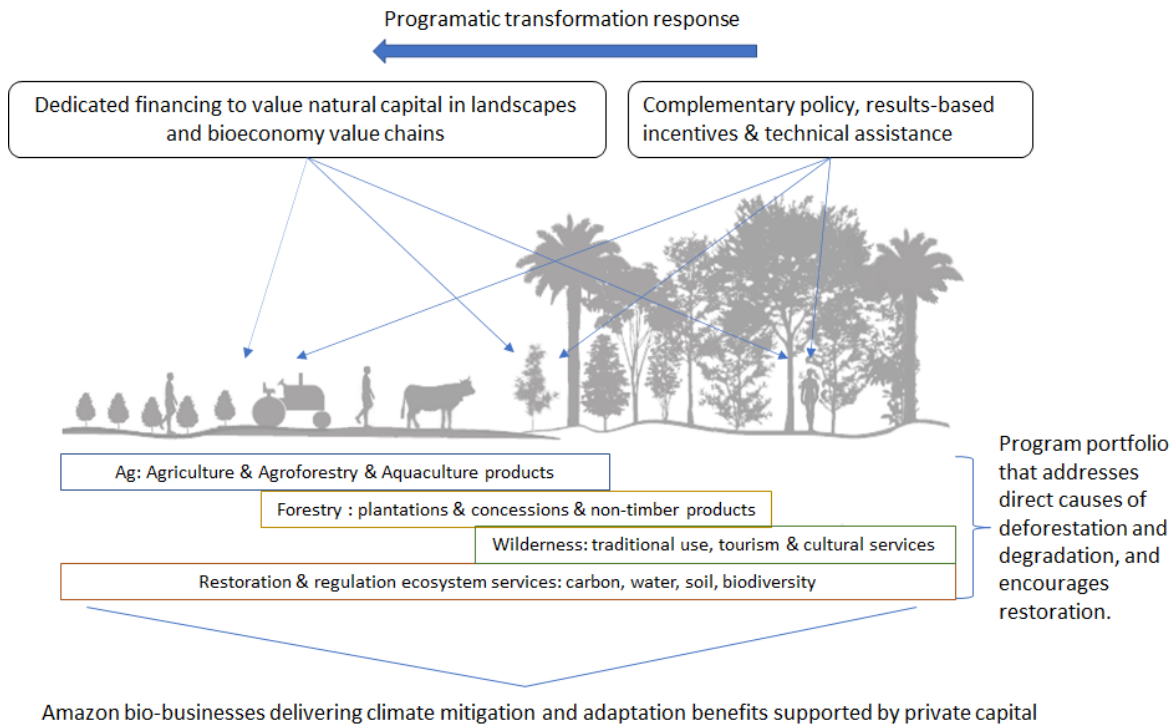 Programatic transformation response
Dedicated financing to value natural capital in landscapes
and bioeconomy value chains
Complementary policy, results-based
incentives & technical assistance
Ag: Agriculture & Agroforestry & Aquaculture products
Forestry : plantations & concessions & non-timber products
Wilderness: traditional use, tourism & cultural services
Restoration & regulation ecosystem services: carbon, water, soil, biodiversity
Program portfolio
that addresses
direct causes of
deforestation and
degradation, and
encourages
restoration.
Amazon bio-businesses delivering climate mitigation and adaptation benefits supported by private capital